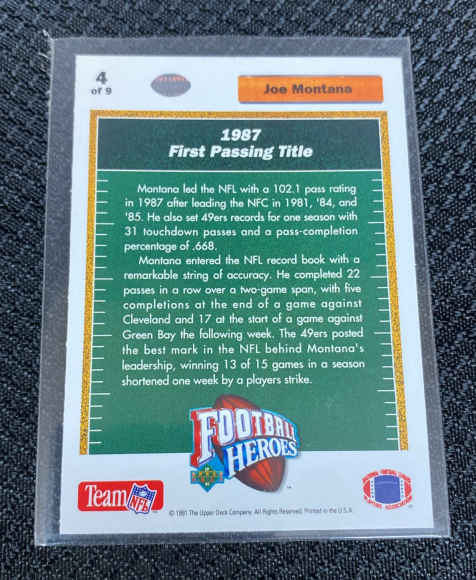 4
of 9
Joe Montana
1987
First Passing Title
Montana led the NFL with a 102.1 pass rating
in 1987 after leading the NFC in 1981, '84, and
'85. He also set 49ers records for one season with
31 touchdown passes and a pass-completion
percentage of .668.
Montana entered the NFL record book with a
remarkable string of accuracy. He completed 22
passes in a row over a two-game span, with five
completions at the end of a game against
Cleveland and 17 at the start of a game against
Green Bay the following week. The 49ers posted
the best mark in the NFL behind Montana's
leadership, winning 13 of 15 games in a season
shortened one week by a players strike.
FOOTBALL
HEROES
Team NFL
© 1991 The Upper Deck Company. All Rights Reserved. Printed in the U.S.A.